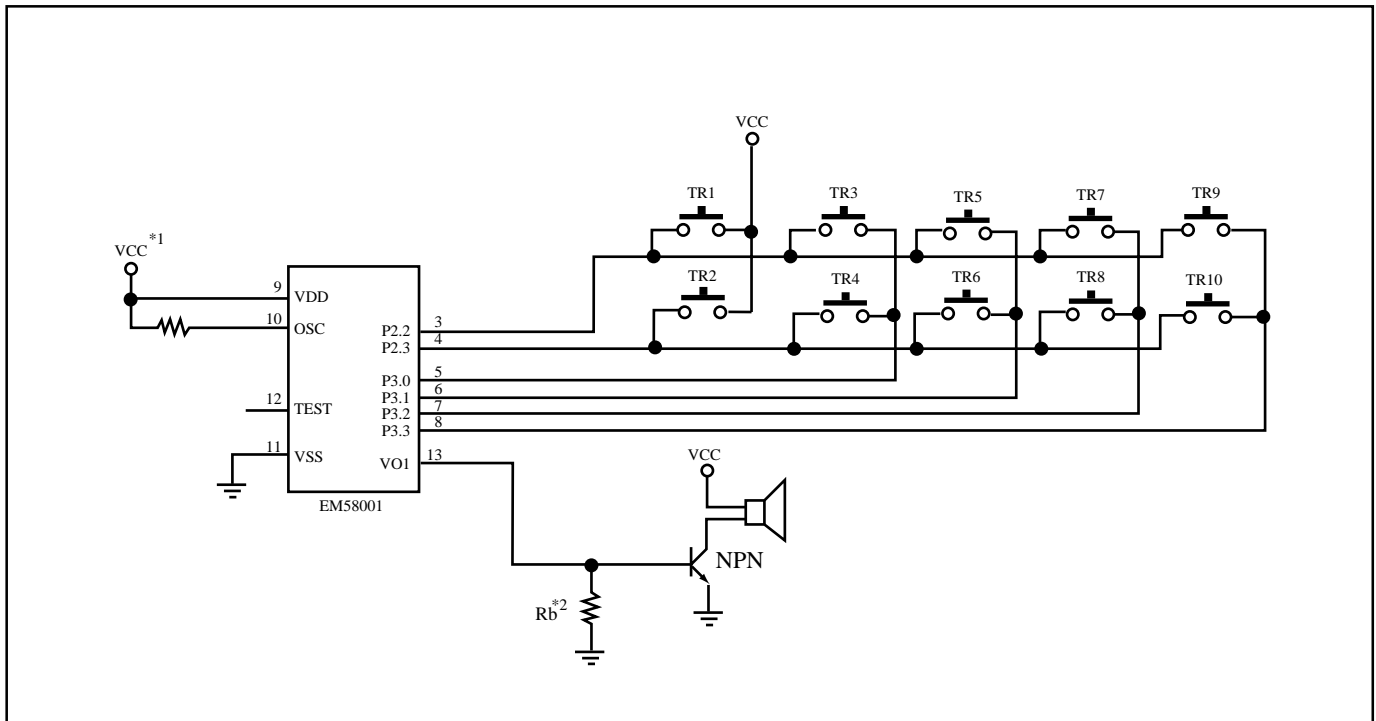 VCC
TR1
TR3
TR5
TR7
TR9
VCC*1
TR2
TR4
TR6
TR8
TR10
9
VDD
10
OSC
P2.2
3
P2.3
4
P3.0
5
P3.1
6
P3.2
7
P3.3
8
12
TEST
11
VSS
VO1
13
EM58001
VCC
NPN
Rb*2